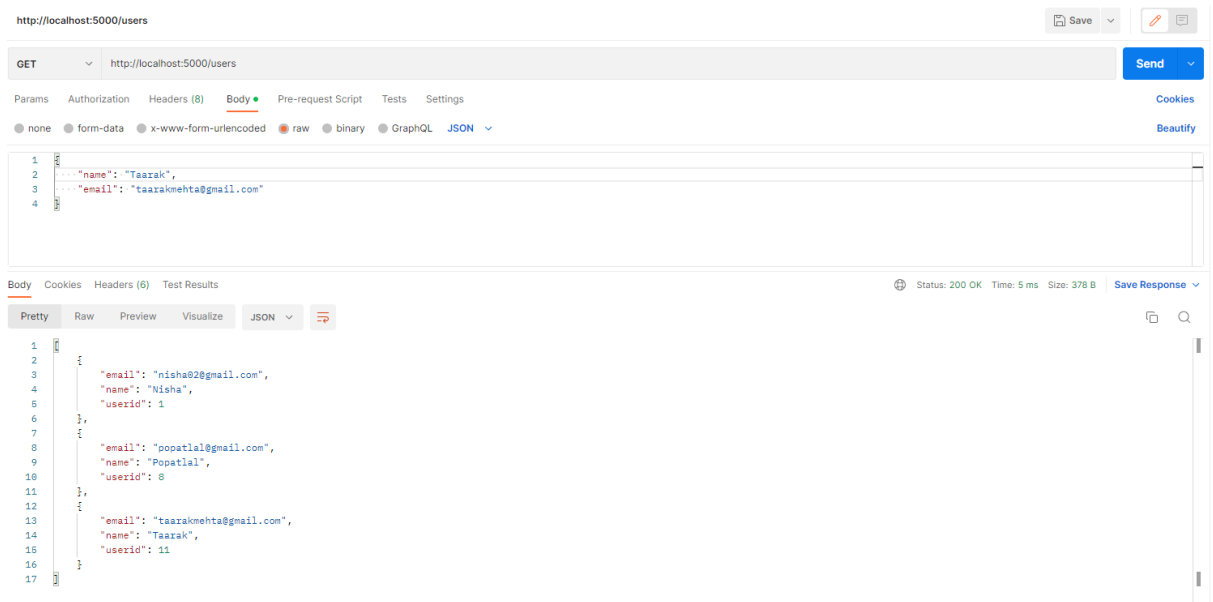 http://localhost:5000/users Save
GET http://localhost:5000/users Send
Params Authorization Headers (8) Body Pre-request Script Tests Settings Cookies
none form-data x-www-form-urlencoded raw binary GraphQL JSON Beautify
1 {
2 ····"name":·"Taarak",
3 ····"email":·"taarakmehta@gmail.com"
4 }
Body Cookies Headers (6) Test Results Status: 200 OK Time: 5 ms Size: 378 B Save Response
Pretty Raw Preview Visualize JSON
1 [
2 {
3 "email": "nisha02@gmail.com",
4 "name": "Nisha",
5 "userid": 1
6 },
7 {
8 "email": "popatlal@gmail.com",
9 "name": "Popatlal",
10 "userid": 8
11 },
12 {
13 "email": "taarakmehta@gmail.com",
14 "name": "Taarak",
15 "userid": 11
16 }
17 ]